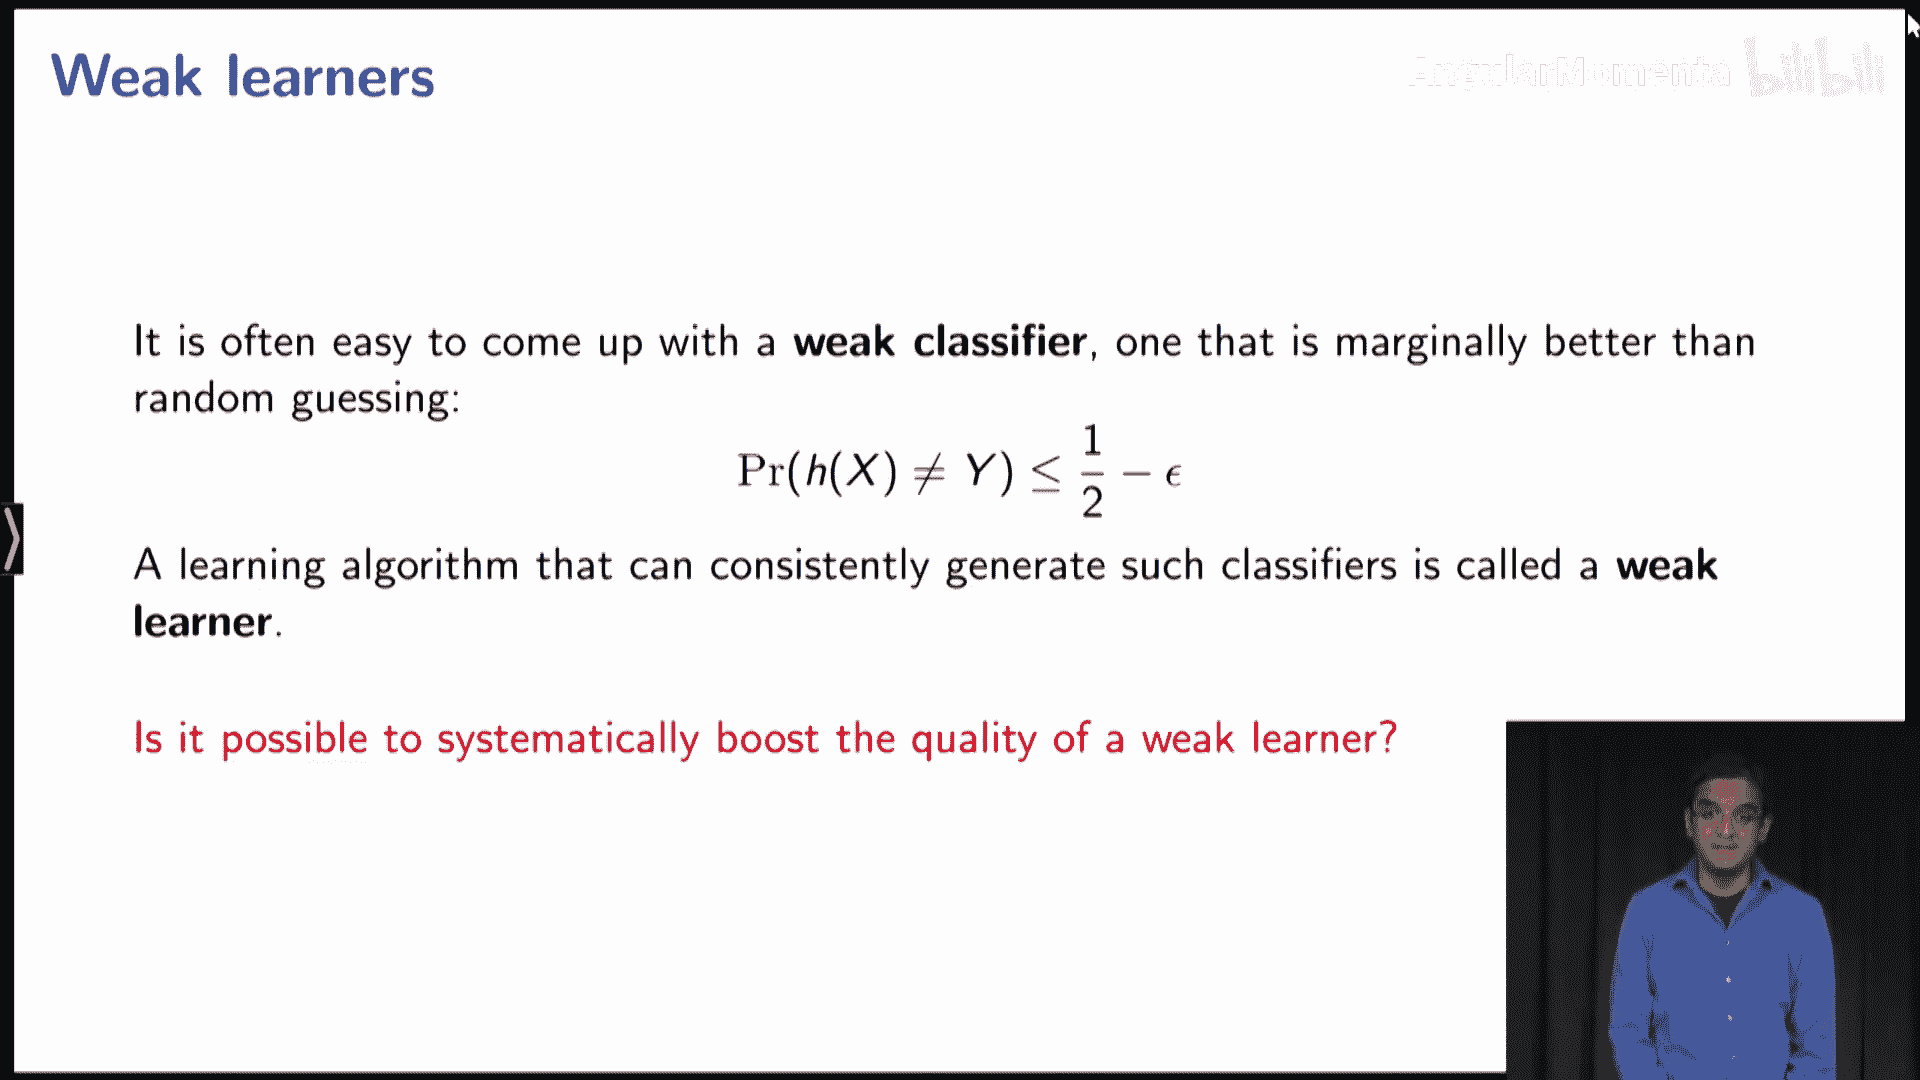 Weak learners
AngularMomenta bilibili
It is often easy to come up with a weak classifier, one that is marginally better than
random guessing:
Pr(h(X) ≠ Y) ≤ 1/2 − ϵ
A learning algorithm that can consistently generate such classifiers is called a weak
learner.
Is it possible to systematically boost the quality of a weak learner?